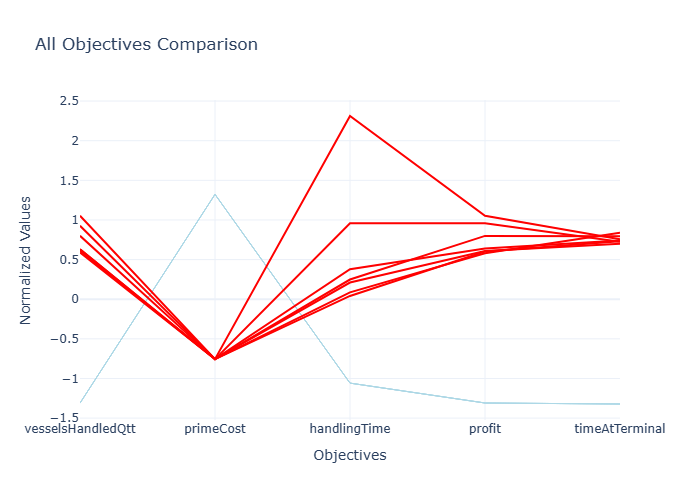 All Objectives Comparison
2.5
2
1.5
1
0.5
0
−0.5
−1
−1.5
Normalized Values
vesselsHandledQtt primeCost handlingTime profit timeAtTerminal
Objectives